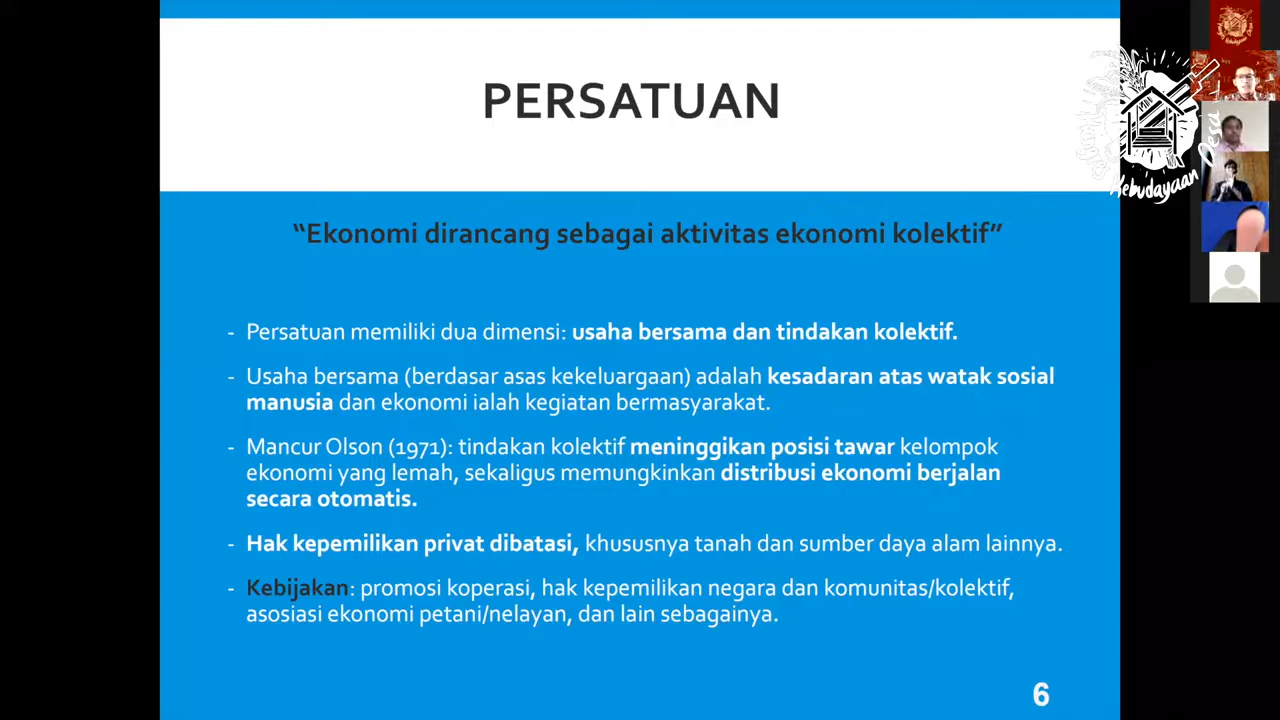 PERSATUAN
“Ekonomi dirancang sebagai aktivitas ekonomi kolektif”
- Persatuan memiliki dua dimensi: usaha bersama dan tindakan kolektif.
- Usaha bersama (berdasar asas kekeluargaan) adalah kesadaran atas watak sosial
manusia dan ekonomi ialah kegiatan bermasyarakat.
- Mancur Olson (1971): tindakan kolektif meninggikan posisi tawar kelompok
ekonomi yang lemah, sekaligus memungkinkan distribusi ekonomi berjalan
secara otomatis.
- Hak kepemilikan privat dibatasi, khususnya tanah dan sumber daya alam lainnya.
- Kebijakan: promosi koperasi, hak kepemilikan negara dan komunitas/kolektif,
asosiasi ekonomi petani/nelayan, dan lain sebagainya.
6
Kebudayaan Desa